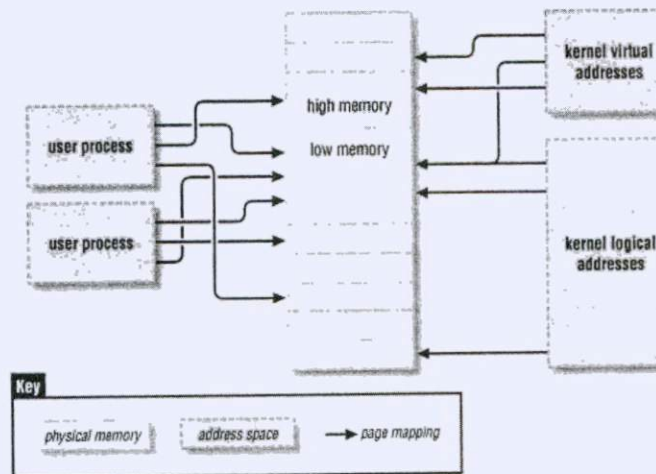 kernel virtual
addresses
high memory
user process
low memory
user process
kernel logical
addresses
Key
physical memory
address space
page mapping